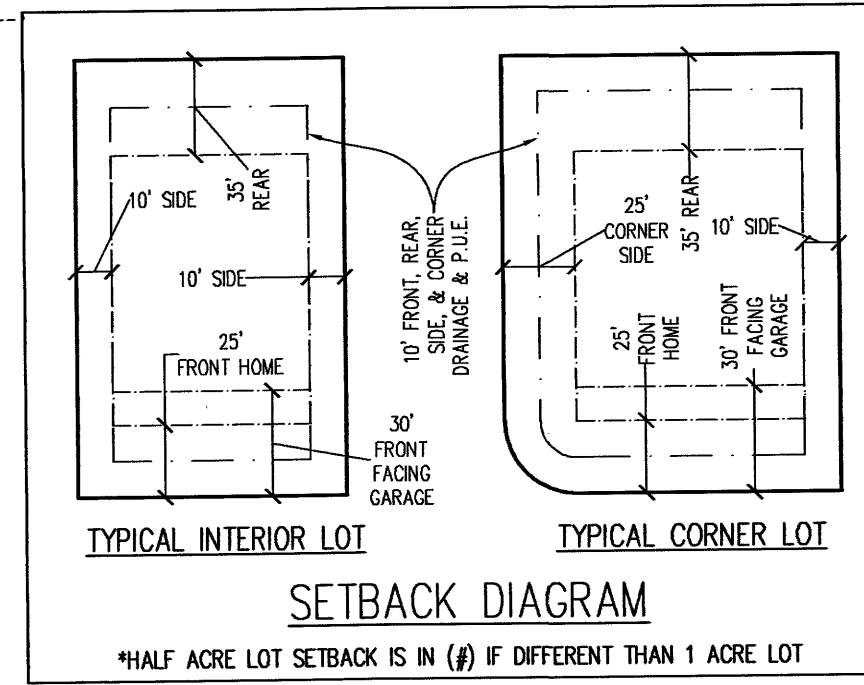 10' SIDE
35'
REAR
10' SIDE
25'
FRONT HOME
30'
FRONT
FACING
GARAGE
TYPICAL INTERIOR LOT
10' FRONT, REAR,
SIDE, & CORNER
DRAINAGE & P.U.E.
25'
CORNER
SIDE
35' REAR
10' SIDE
25'
FRONT
HOME
30' FRONT
FACING
GARAGE
TYPICAL CORNER LOT
SETBACK DIAGRAM
*HALF ACRE LOT SETBACK IS IN (#) IF DIFFERENT THAN 1 ACRE LOT